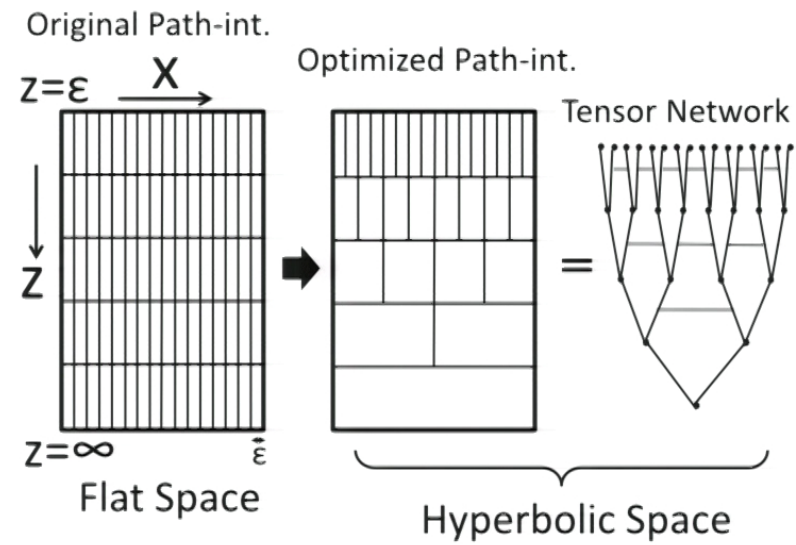 Original Path-int.
z=ε
X
Optimized Path-int.
Tensor Network
z
=
z=∞
ε
Flat Space
Hyperbolic Space